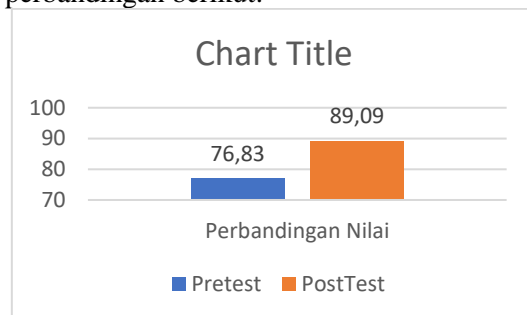 perbandingan berikut:
Chart Title
100
90
80
70
76,83
89,09
Perbandingan Nilai
Pretest PostTest